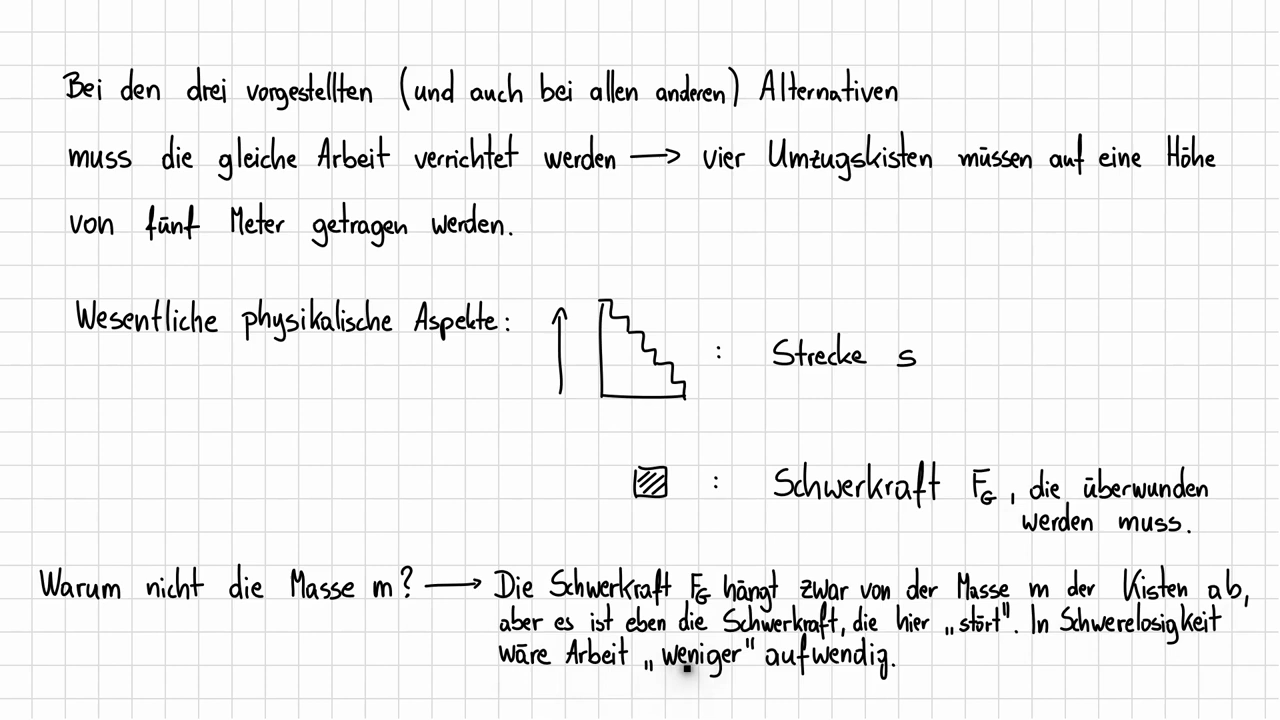 Bei den drei vorgestellten (und auch bei allen anderen) Alternativen
muss die gleiche Arbeit verrichtet werden → vier Umzugskisten müssen auf eine Höhe
von fünf Meter getragen werden.
Wesentliche physikalische Aspekte:
: Strecke s
: Schwerkraft F_G, die überwunden
werden muss.
Warum nicht die Masse m? → Die Schwerkraft F_G hängt zwar von der Masse m der Kisten ab,
aber es ist eben die Schwerkraft, die hier „stört". In Schwerelosigkeit
wäre Arbeit „weniger" aufwendig.